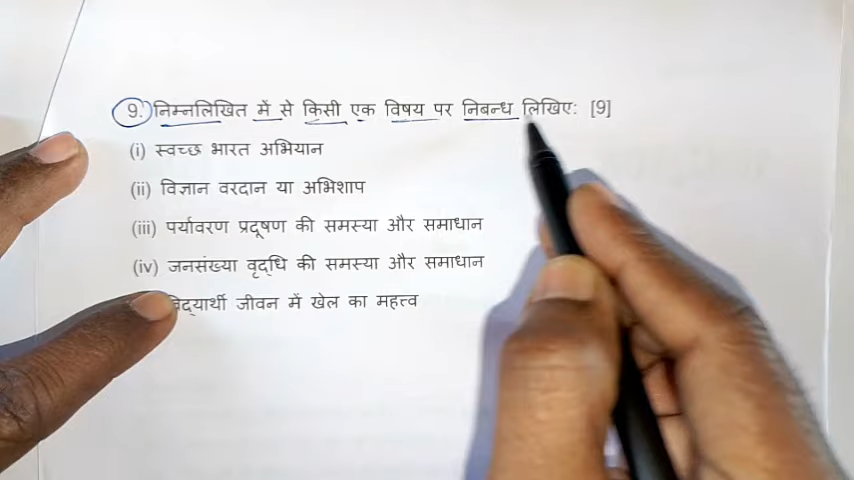 9. निम्नलिखित में से किसी एक विषय पर निबन्ध लिखिए: [9]
(i) स्वच्छ भारत अभियान
(ii) विज्ञान वरदान या अभिशाप
(iii) पर्यावरण प्रदूषण की समस्या और समाधान
(iv) जनसंख्या वृद्धि की समस्या और समाधान
विद्यार्थी जीवन में खेल का महत्त्व